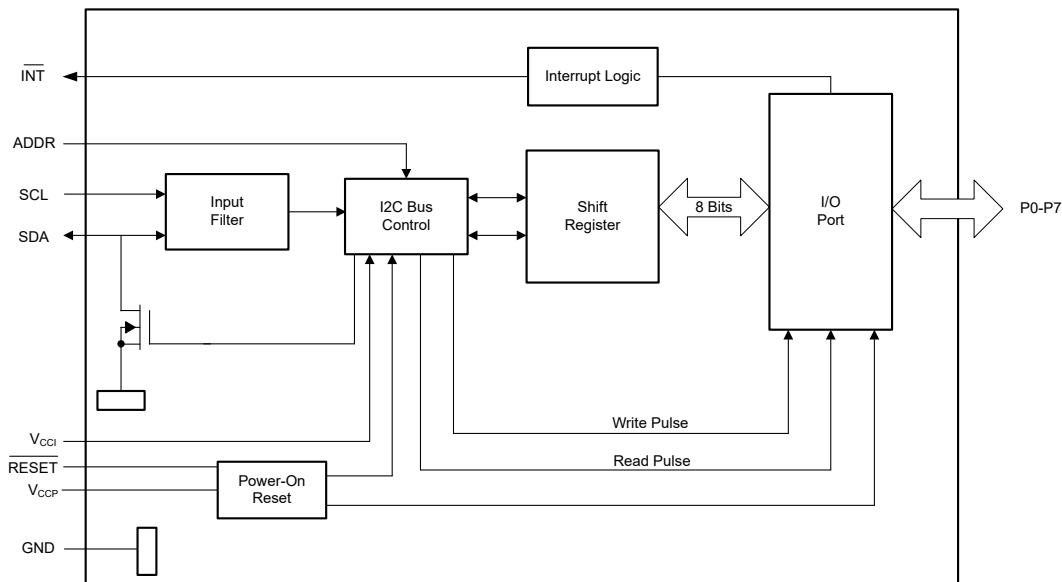 INT
Interrupt Logic
ADDR
SCL
SDA
Input
Filter
I2C Bus
Control
Shift
Register
8 Bits
I/O
Port
P0-P7
Write Pulse
Read Pulse
VCCI
RESET
VCCP
Power-On
Reset
GND